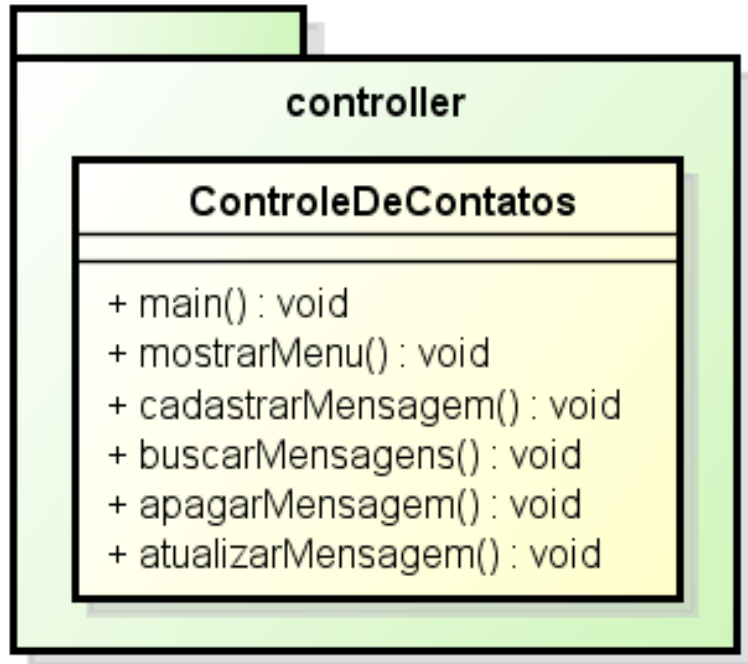 controller
ControleDeContatos
+ main() : void
+ mostrarMenu() : void
+ cadastrarMensagem() : void
+ buscarMensagens() : void
+ apagarMensagem() : void
+ atualizarMensagem() : void